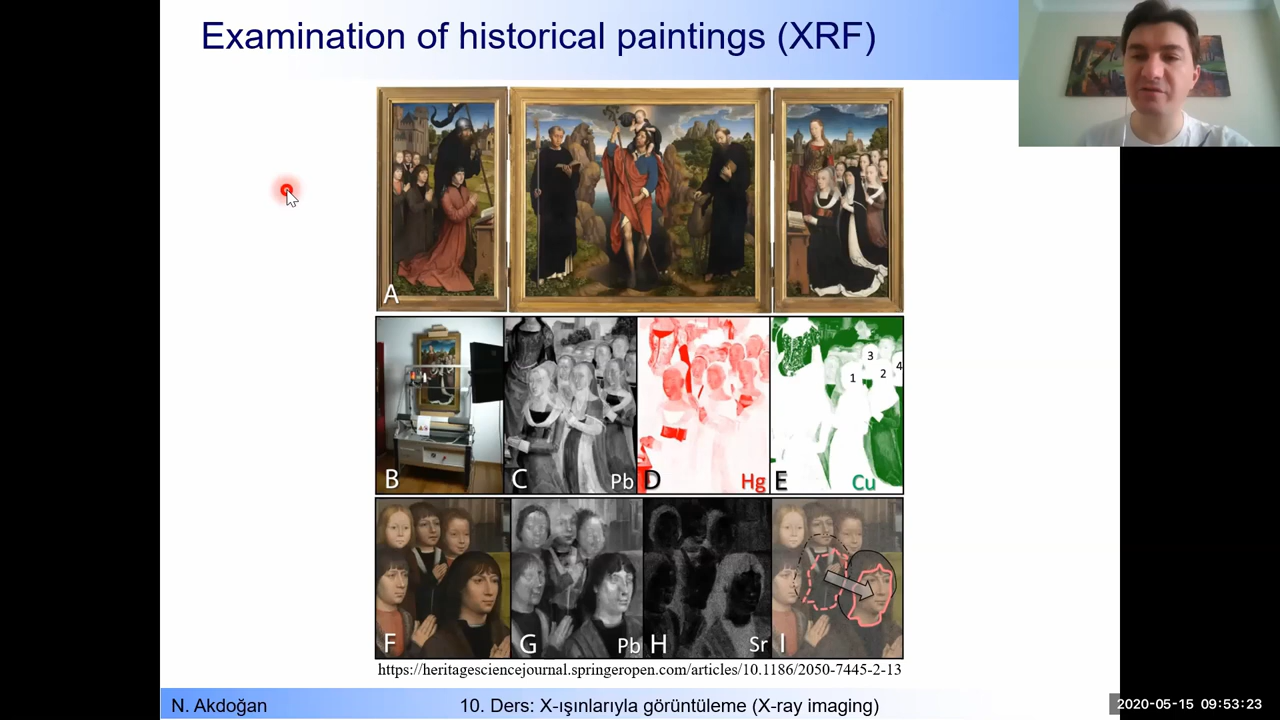 Examination of historical paintings (XRF)
A
B
C
Pb
D
Hg
E
Cu
1
2
3
4
F
G
Pb
H
Sr
I
https://heritagesciencejournal.springeropen.com/articles/10.1186/2050-7445-2-13
N. Akdoğan
10. Ders: X-ışınlarıyla görüntüleme (X-ray imaging)
2020-05-15 09:53:23